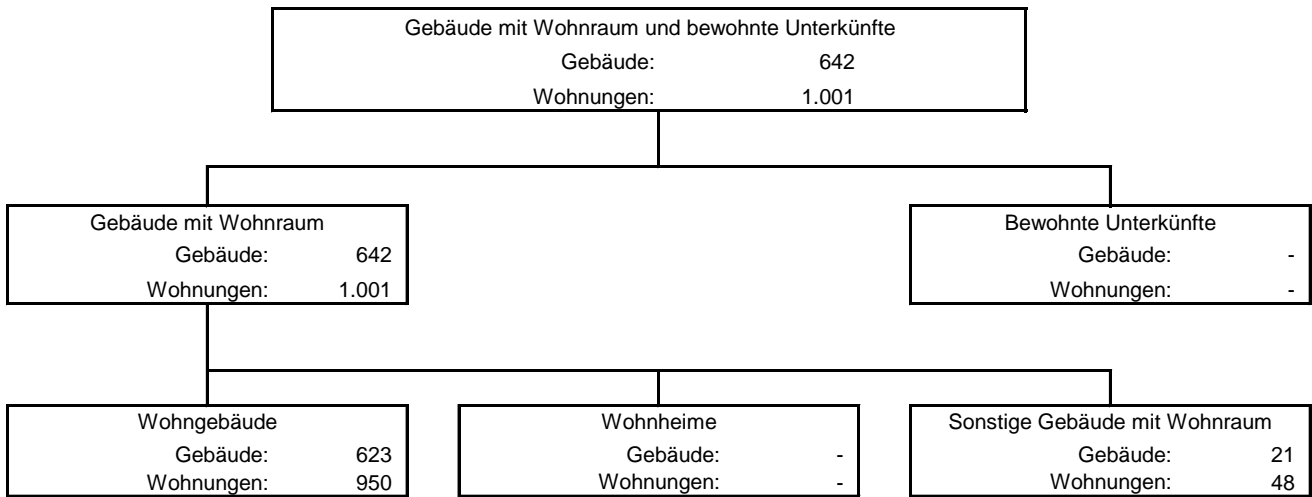 Gebäude mit Wohnraum und bewohnte Unterkünfte
Gebäude: 642
Wohnungen: 1.001
Gebäude mit Wohnraum
Gebäude: 642
Wohnungen: 1.001
Bewohnte Unterkünfte
Gebäude: -
Wohnungen: -
Wohngebäude
Gebäude: 623
Wohnungen: 950
Wohnheime
Gebäude: -
Wohnungen: -
Sonstige Gebäude mit Wohnraum
Gebäude: 21
Wohnungen: 48